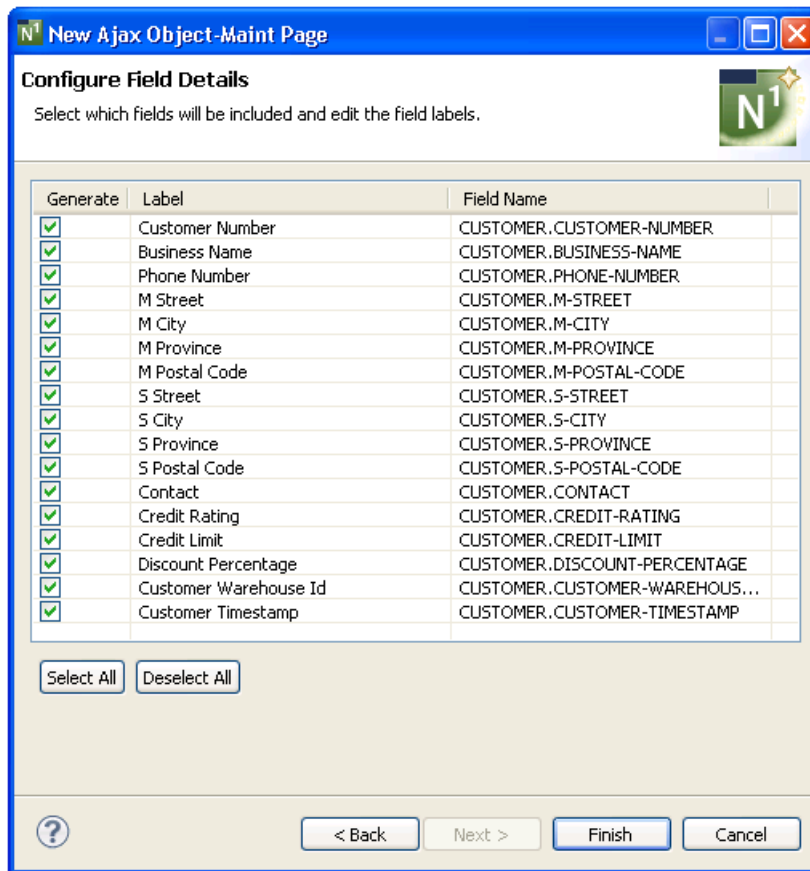 N1 New Ajax Object-Maint Page
Configure Field Details
Select which fields will be included and edit the field labels.
N1
Generate Label Field Name
Customer Number CUSTOMER.CUSTOMER-NUMBER
Business Name CUSTOMER.BUSINESS-NAME
Phone Number CUSTOMER.PHONE-NUMBER
M Street CUSTOMER.M-STREET
M City CUSTOMER.M-CITY
M Province CUSTOMER.M-PROVINCE
M Postal Code CUSTOMER.M-POSTAL-CODE
S Street CUSTOMER.S-STREET
S City CUSTOMER.S-CITY
S Province CUSTOMER.S-PROVINCE
S Postal Code CUSTOMER.S-POSTAL-CODE
Contact CUSTOMER.CONTACT
Credit Rating CUSTOMER.CREDIT-RATING
Credit Limit CUSTOMER.CREDIT-LIMIT
Discount Percentage CUSTOMER.DISCOUNT-PERCENTAGE
Customer Warehouse Id CUSTOMER.CUSTOMER-WAREHOUS...
Customer Timestamp CUSTOMER.CUSTOMER-TIMESTAMP
Select All Deselect All
? < Back Next > Finish Cancel